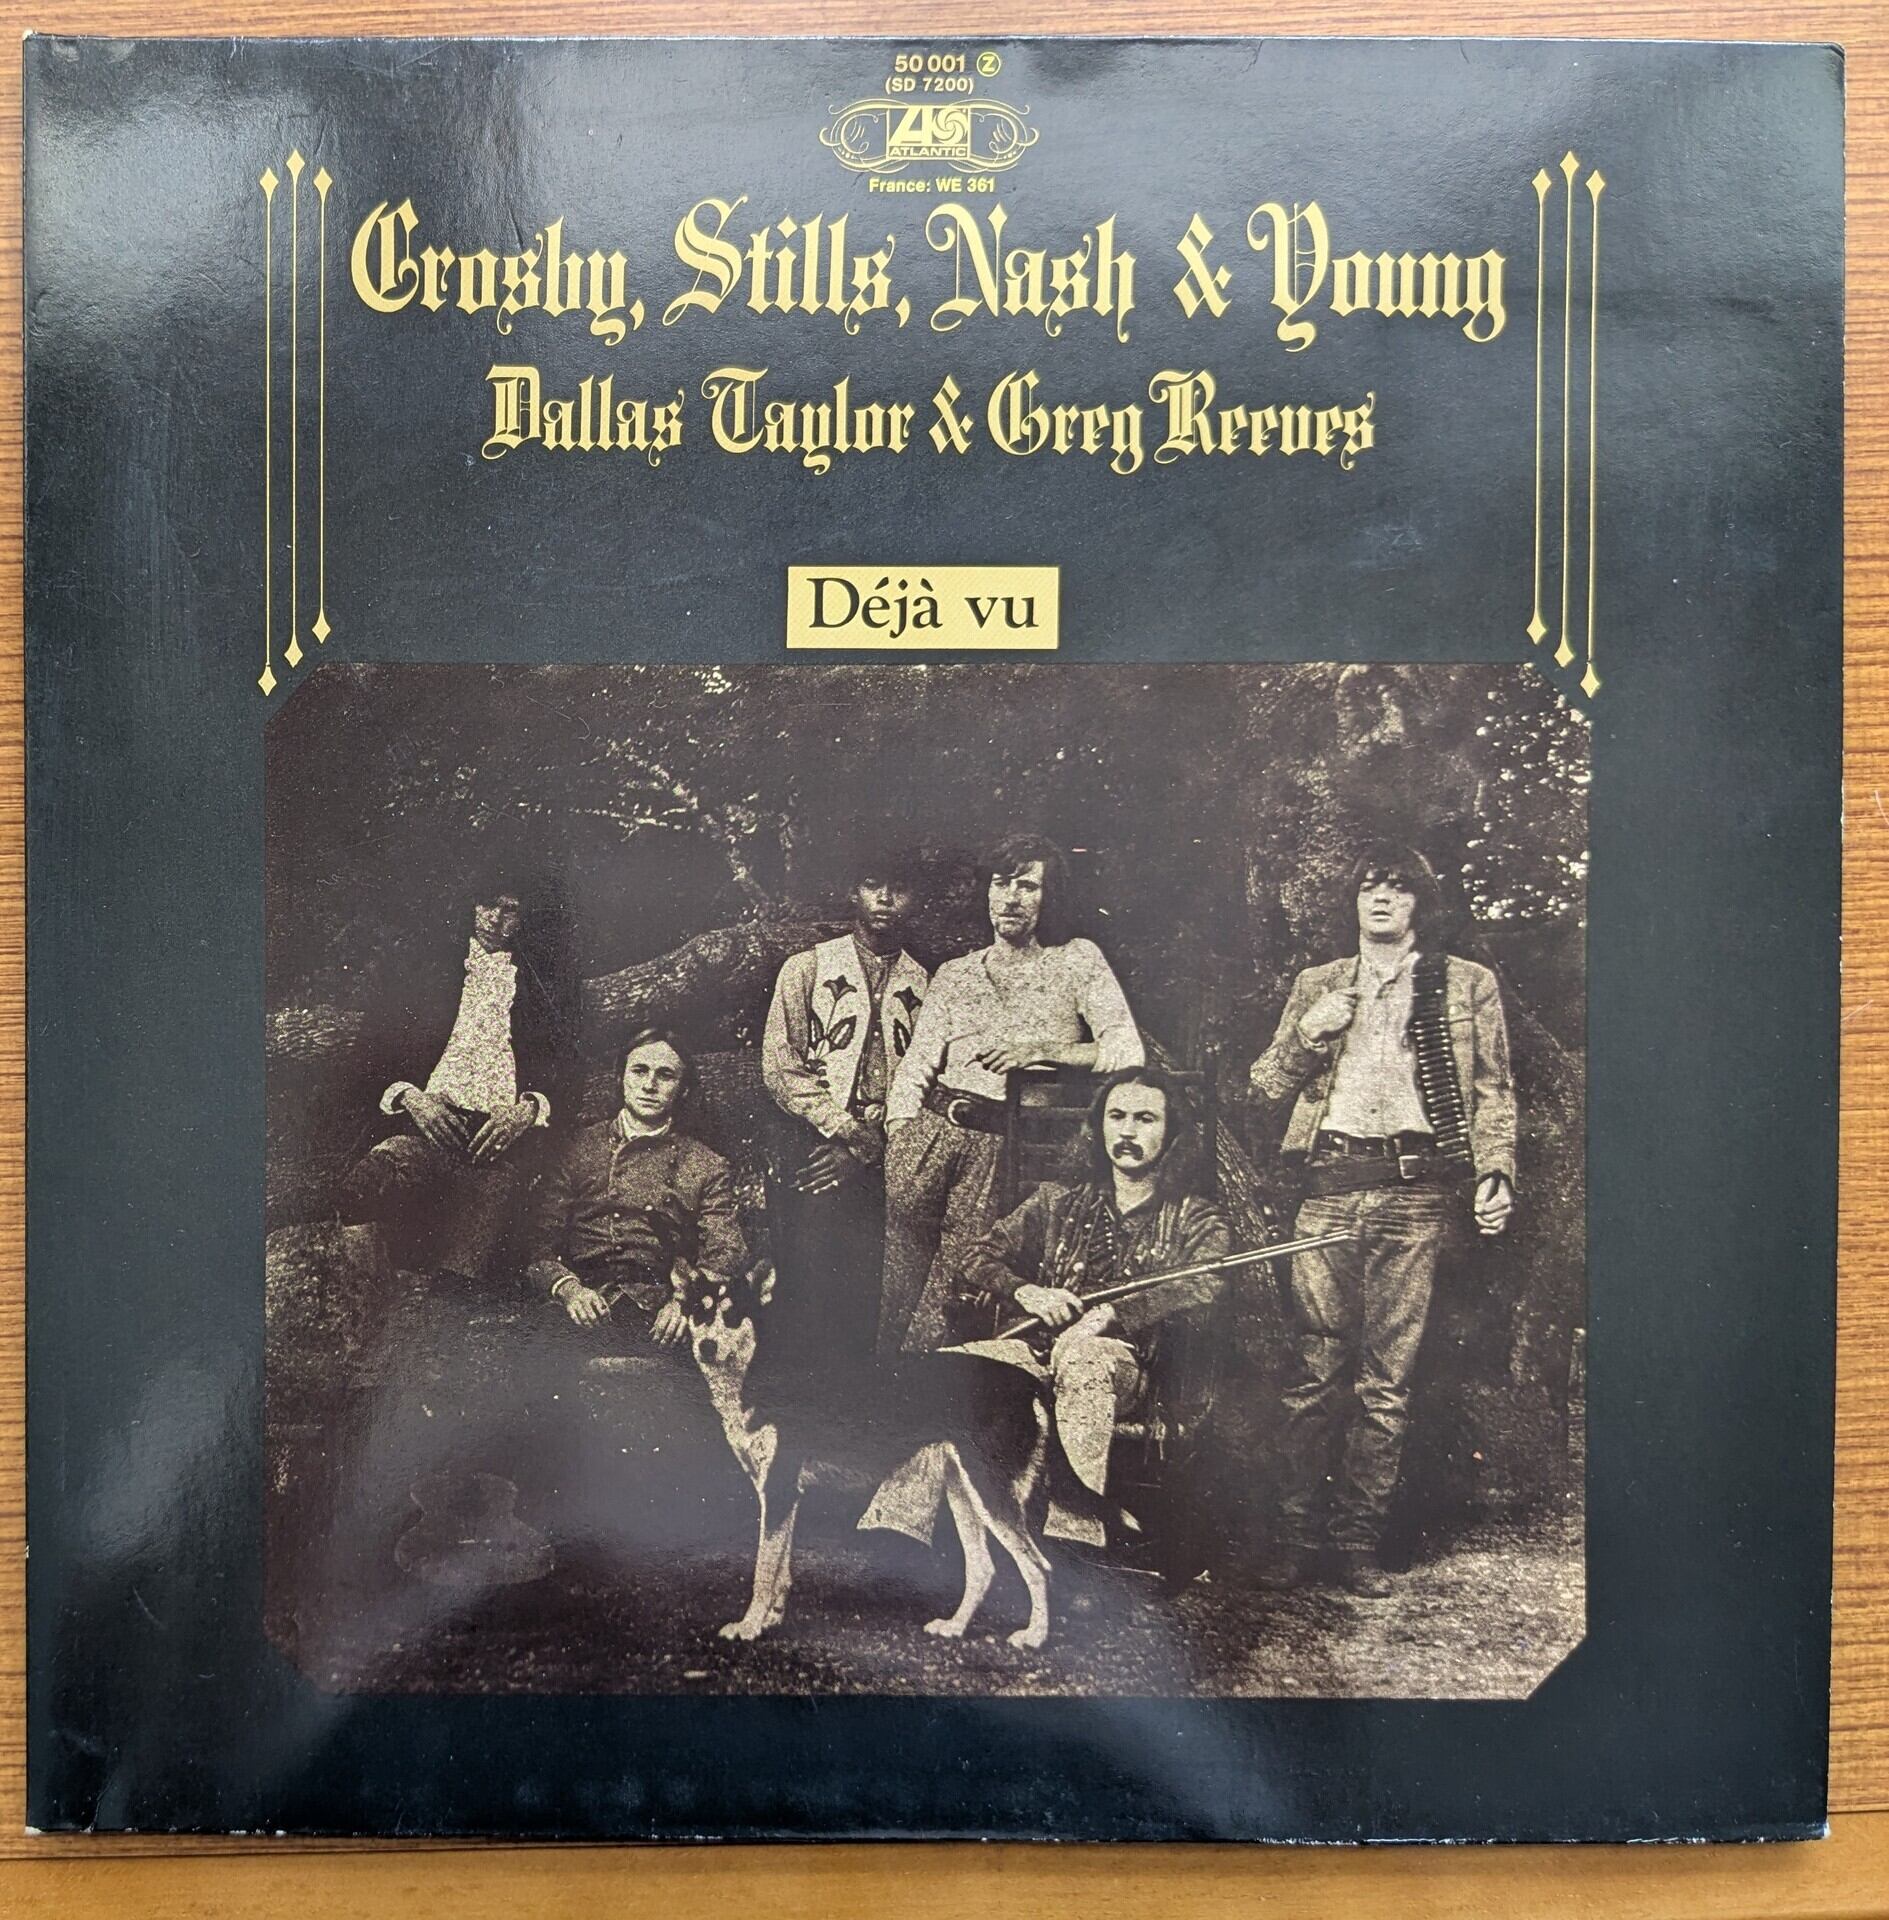 50 001 Z
(SD 7200)
ATLANTIC
France: WE 361
Crosby, Stills, Nash & Young
Dallas Taylor & Greg Reeves
Déjà vu